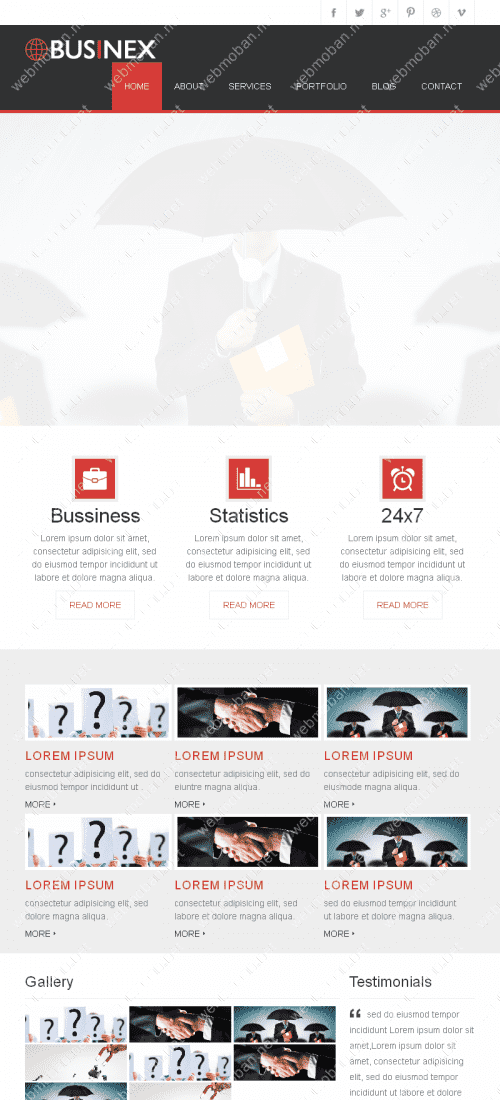 BUSINEX
HOME ABOUT SERVICES PORTFOLIO BLOG CONTACT
Bussiness Statistics 24x7
Lorem ipsum dolor sit amet, Lorem ipsum dolor sit amet, Lorem ipsum dolor sit amet,
consectetur adipisicing elit, sed consectetur adipisicing elit, sed consectetur adipisicing elit, sed
do eiusmod tempor incididunt ut do eiusmod tempor incididunt ut do eiusmod tempor incididunt ut
labore et dolore magna aliqua. labore et dolore magna aliqua. labore et dolore magna aliqua.
READ MORE READ MORE READ MORE
LOREM IPSUM LOREM IPSUM LOREM IPSUM
consectetur adipisicing elit, sed do consectetur adipisicing elit, sed do consectetur adipisicing elit, sed do
eiusmod tempor incididunt ut . eiuntre magna aliqua. eiusmode magna aliqua.
MORE MORE MORE
LOREM IPSUM LOREM IPSUM LOREM IPSUM
consectetur adipisicing elit, sed consectetur adipisicing elit, sed sed do eiusmod tempor incididunt
dolore magna aliqua. labore et dolore magna aliqua. ut labore et dolore magna aliqua.
MORE MORE MORE
Gallery
Testimonials
“ sed do eiusmod tempor
incididunt Lorem ipsum dolor sit
amet,Lorem ipsum dolor sit
amet, consectetur adipisicing
elit, sed do eiusmod tempor
incididunt Lorem ipsum dolor